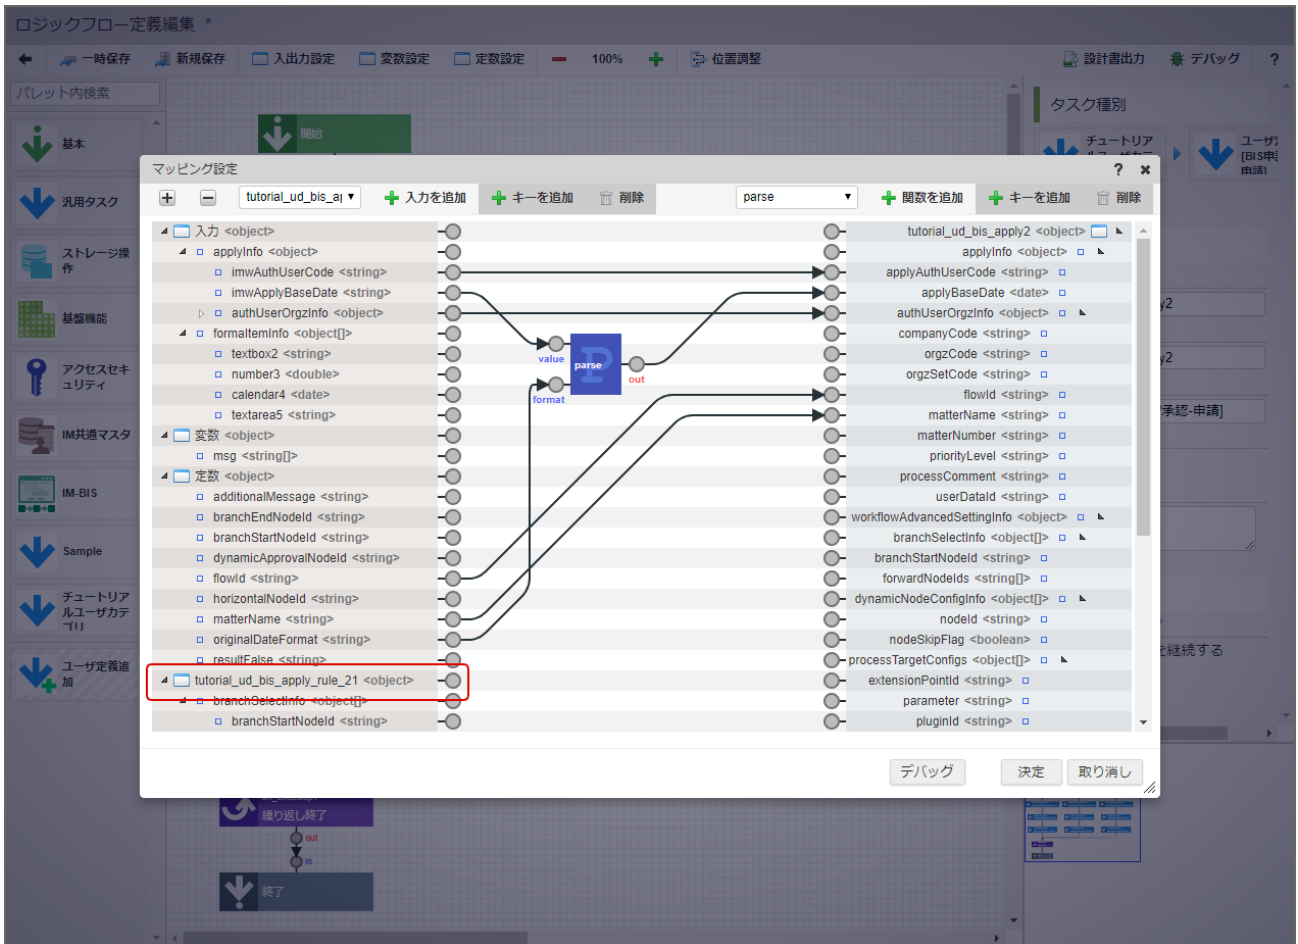 ロジックフロー定義編集 *
一時保存 新規保存 入出力設定 変数設定 定数設定 100% 位置調整 設計書出力 デバッグ ?
パレット内検索
基本
汎用タスク
ストレージ操
作
基盤機能
アクセスセキ
ュリティ
IM共通マスタ
IM-BIS
Sample
チュートリア
ルユーザカテ
ゴリ
ユーザ定義追
加
開始
タスク種別
チュートリア
[BIS申請
y2
y2
承認-申請]
を継続する
マッピング設定 ?
tutorial_ud_bis_a 入力を追加 キーを追加 削除 parse 関数を追加 キーを追加 削除
入力 <object>
applyInfo <object>
imwAuthUserCode <string>
imwApplyBaseDate <string>
authUserOrgzInfo <object>
formaItemInfo <object[]>
textbox2 <string>
number3 <double>
calendar4 <date>
textarea5 <string>
変数 <object>
msg <string[]>
定数 <object>
additionalMessage <string>
branchEndNodeId <string>
branchStartNodeId <string>
dynamicApprovalNodeId <string>
flowId <string>
horizontalNodeId <string>
matterName <string>
originalDateFormat <string>
resultFalse <string>
tutorial_ud_bis_apply_rule_21 <object>
branchSelectInfo <object[]>
branchStartNodeId <string>
value
parse
out
format
tutorial_ud_bis_apply2 <object>
applyInfo <object>
applyAuthUserCode <string>
applyBaseDate <date>
authUserOrgzInfo <object>
companyCode <string>
orgzCode <string>
orgzSetCode <string>
flowId <string>
matterName <string>
matterNumber <string>
priorityLevel <string>
processComment <string>
userDataId <string>
workflowAdvancedSettingInfo <object>
branchSelectInfo <object[]>
branchStartNodeId <string>
forwardNodeIds <string[]>
dynamicNodeConfigInfo <object[]>
nodeId <string>
nodeSkipFlag <boolean>
processTargetConfigs <object[]>
extensionPointId <string>
parameter <string>
pluginId <string>
デバッグ 決定 取り消し
繰り返し終了
out
in
終了